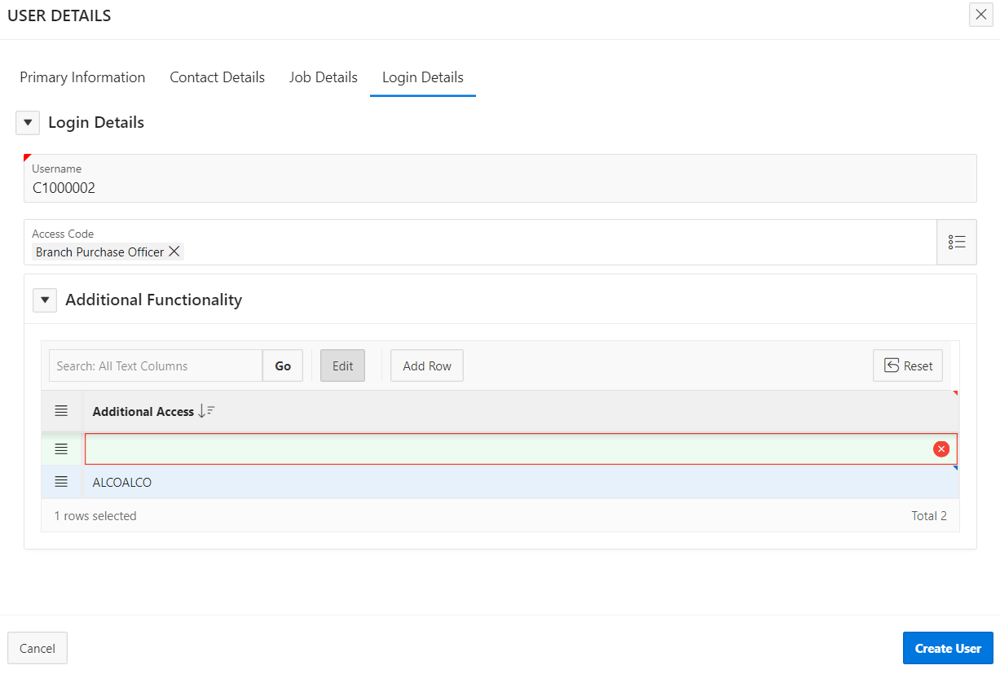 USER DETAILS
Primary Information Contact Details Job Details Login Details
Login Details
Username
C1000002
Access Code
Branch Purchase Officer
Additional Functionality
Search: All Text Columns Go Edit Add Row Reset
Additional Access
ALCOALCO
1 rows selected Total 2
Cancel Create User